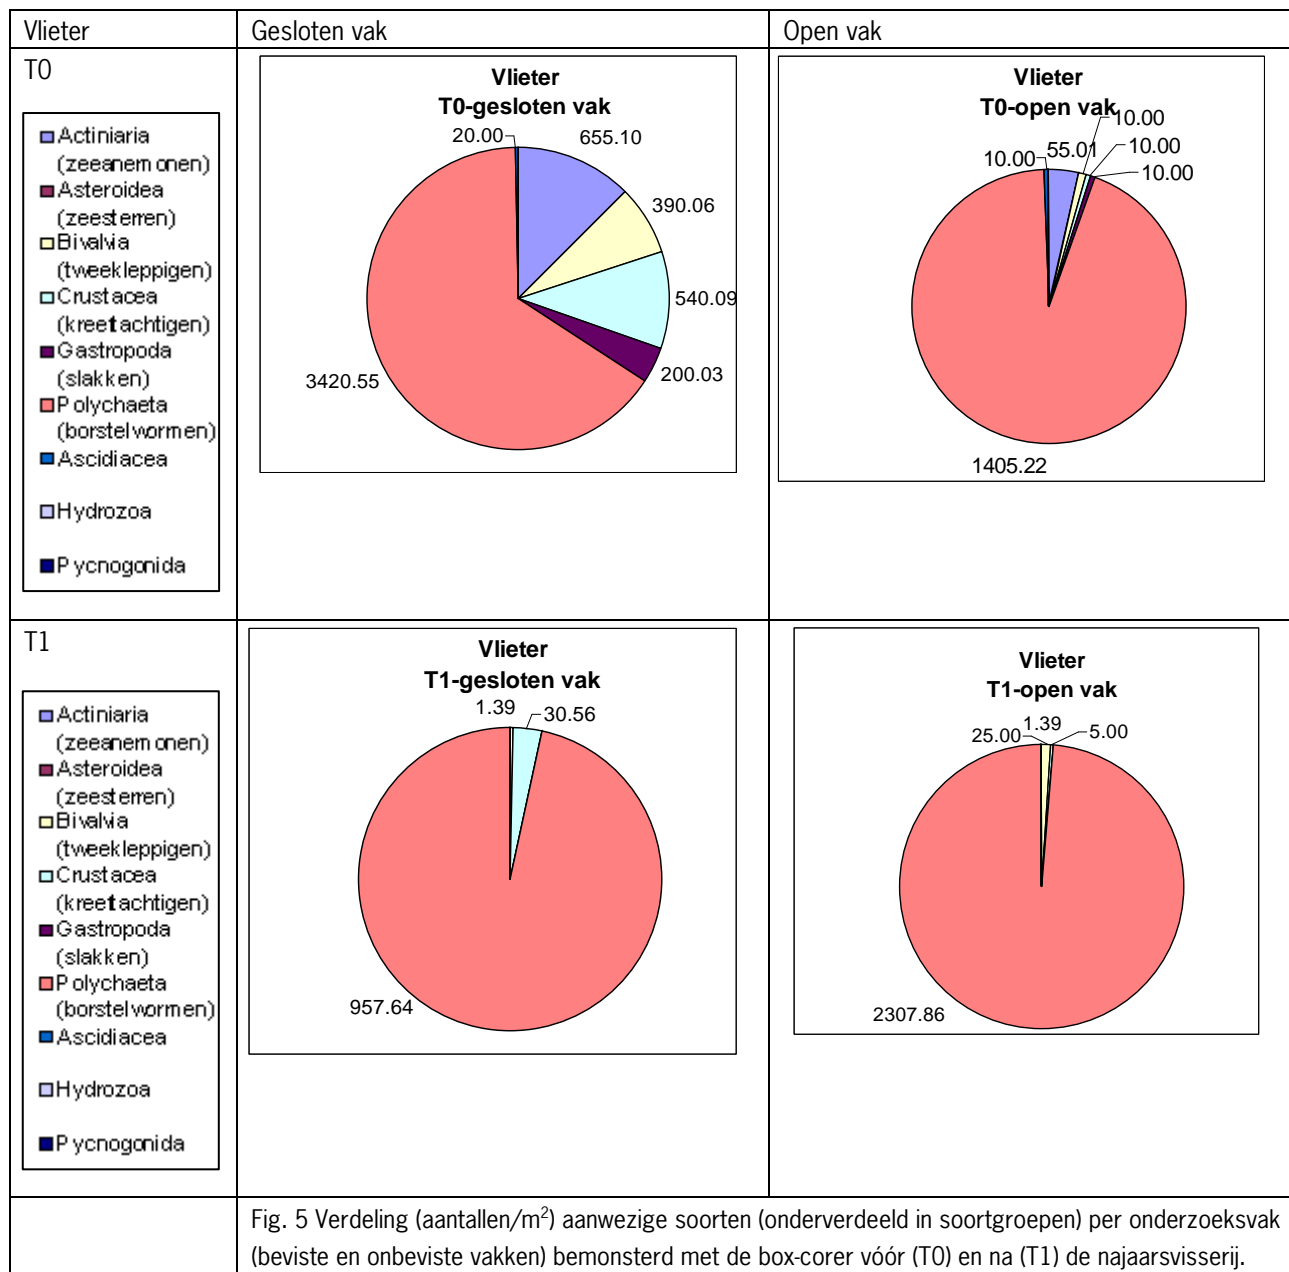 Vlieter
Gesloten vak
Open vak
T0
Actiniaria
(zeeanemonen)
Asteroidea
(zeesterren)
Bivalvia
(tweekleppigen)
Crustacea
(kreeftachtigen)
Gastropoda
(slakken)
Polychaeta
(borstelwormen)
Ascidiacea
Hydrozoa
Pycnogonida
Vlieter
T0-gesloten vak
20.00
655.10
390.06
540.09
200.03
3420.55
Vlieter
T0-open vak
10.00
55.01
10.00
10.00
10.00
1405.22
T1
Actiniaria
(zeeanemonen)
Asteroidea
(zeesterren)
Bivalvia
(tweekleppigen)
Crustacea
(kreeftachtigen)
Gastropoda
(slakken)
Polychaeta
(borstelwormen)
Ascidiacea
Hydrozoa
Pycnogonida
Vlieter
T1-gesloten vak
1.39
30.56
957.64
Vlieter
T1-open vak
25.00
1.39
5.00
2307.86
Fig. 5 Verdeling (aantallen/m²) aanwezige soorten (onderverdeeld in soortgroepen) per onderzoeksvak
(beviste en onbeviste vakken) bemonsterd met de box-corer vóór (T0) en na (T1) de najaarsvisserij.